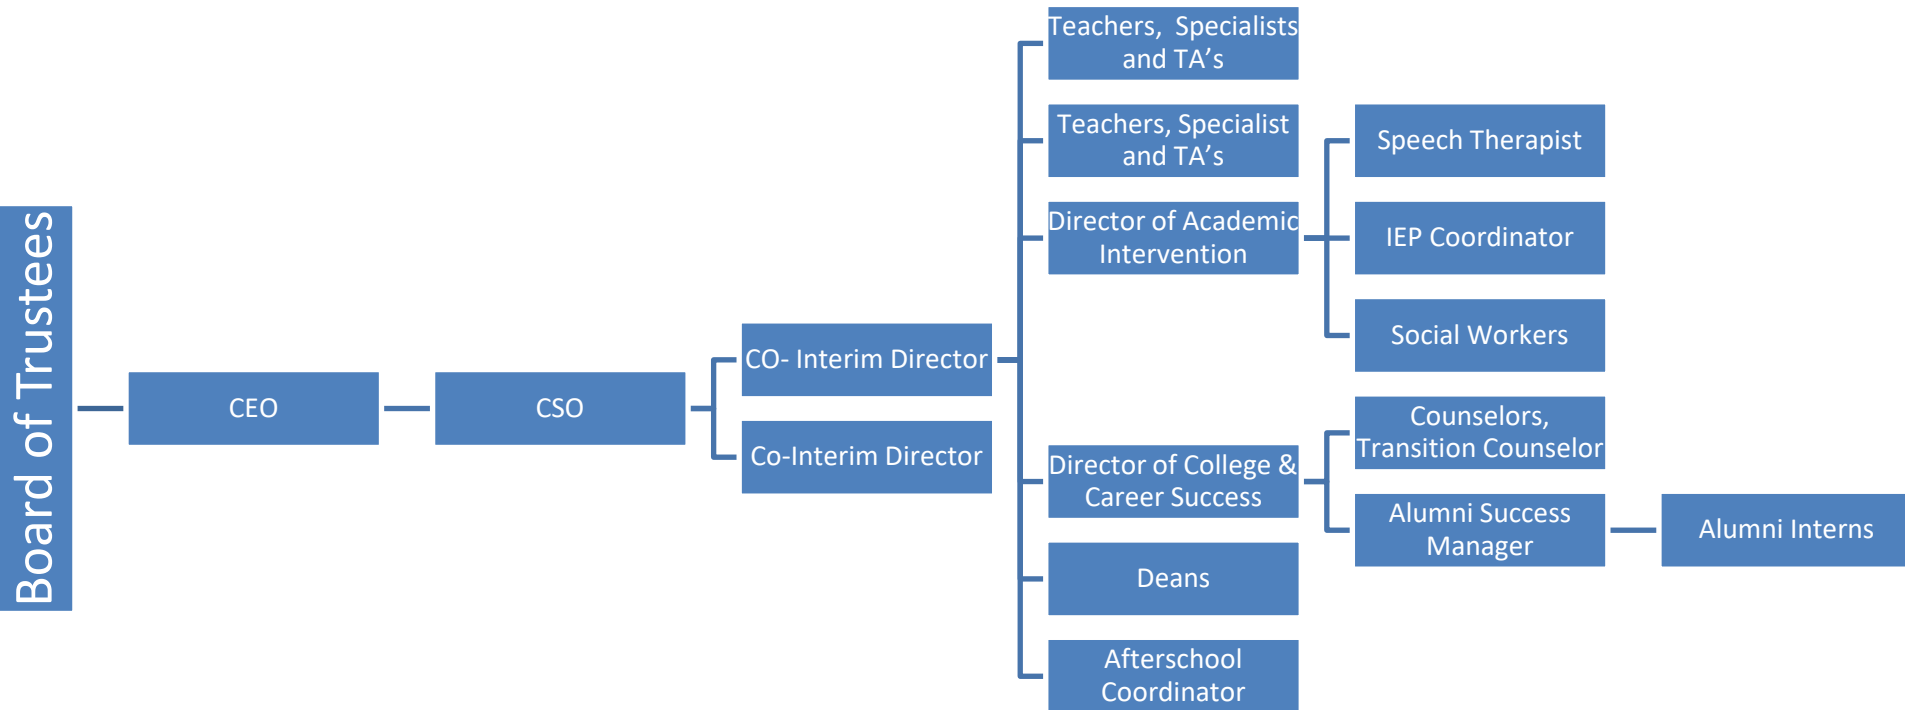 Board of Trustees
CEO
CSO
CO- Interim Director
Co-Interim Director
Teachers,  Specialists
and TA’s
Teachers, Specialist
and TA’s
Director of Academic
Intervention
Speech Therapist
IEP Coordinator
Social Workers
Director of College &
Career Success
Counselors,
Transition Counselor
Alumni Success
Manager
Alumni Interns
Deans
Afterschool
Coordinator